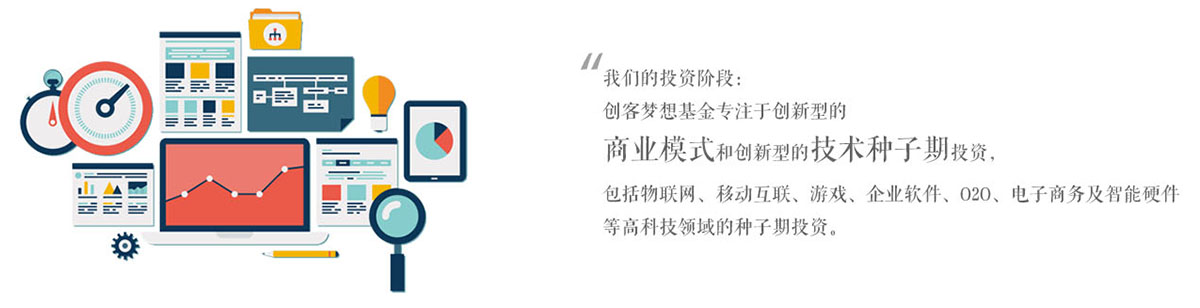 “
我们的投资阶段：
创客梦想基金专注于创新型的
商业模式和创新型的技术种子期投资，
包括物联网、移动互联、游戏、企业软件、O2O、电子商务及智能硬件
等高科技领域的种子期投资。